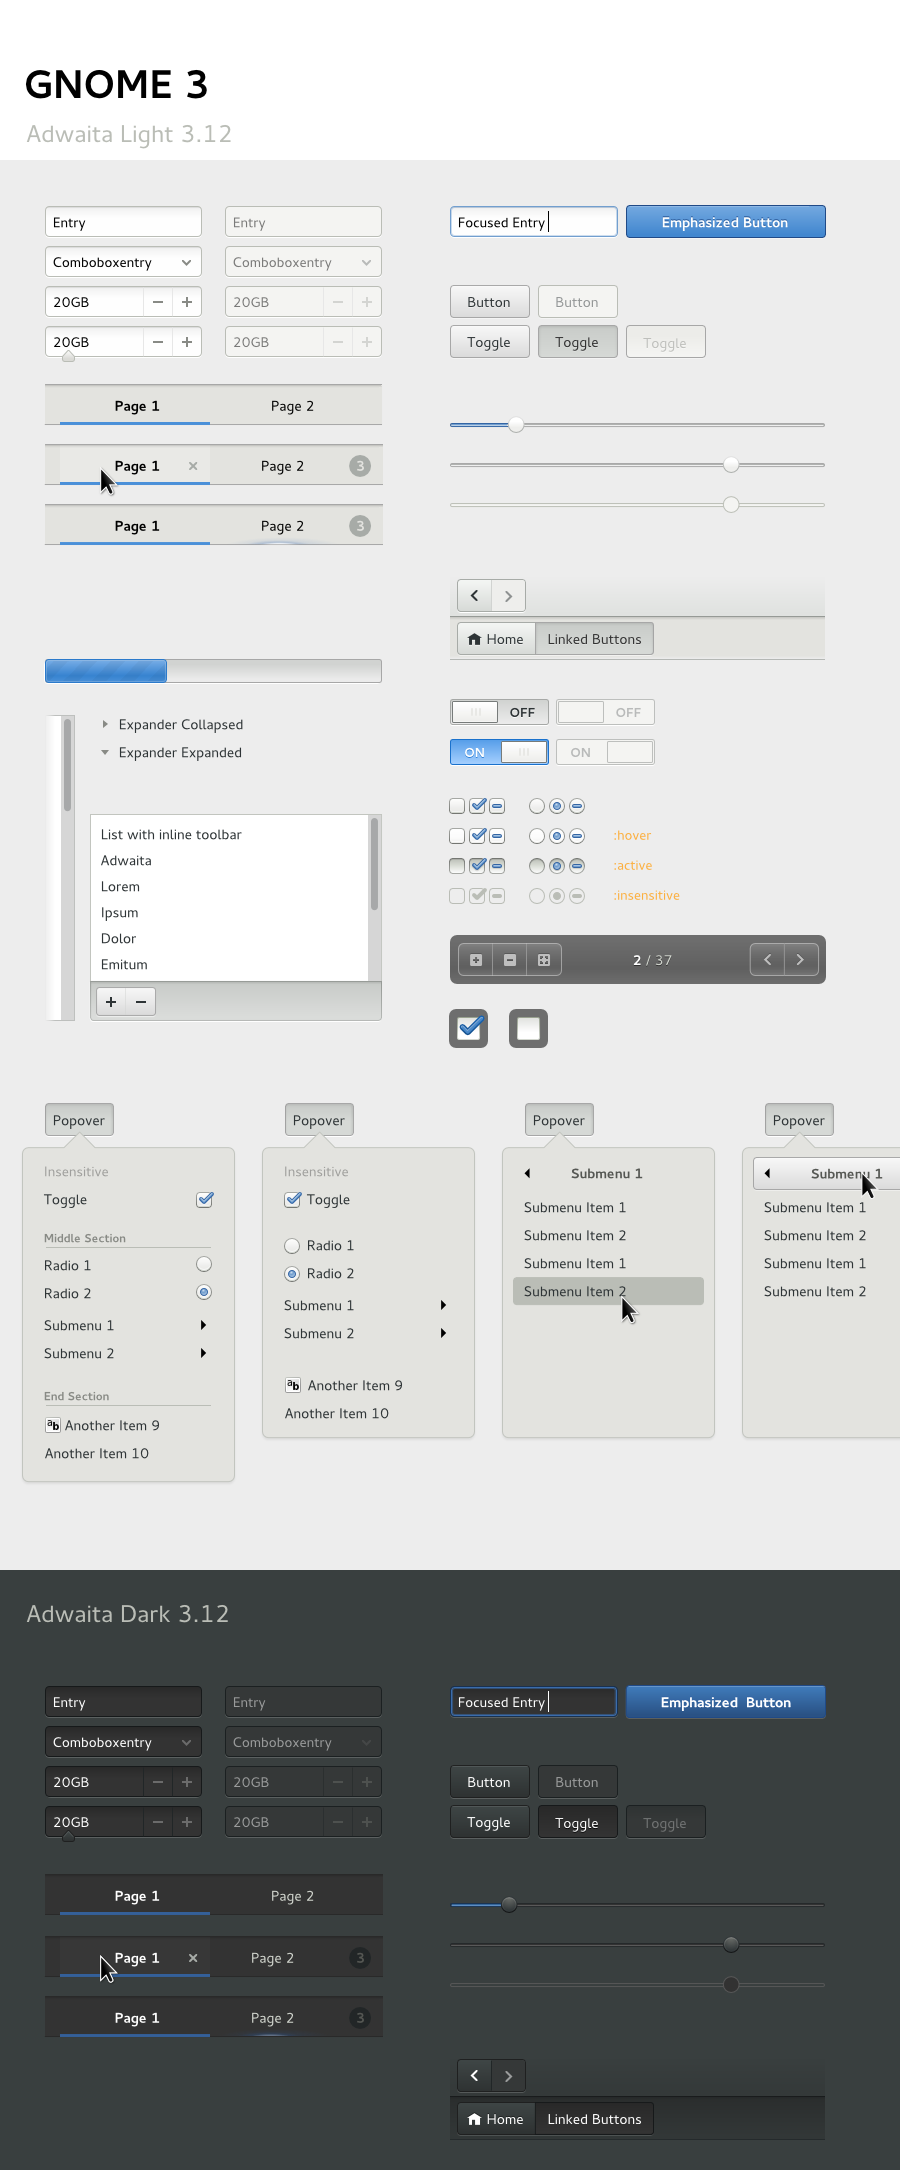 GNOME 3
Adwaita Light 3.12
Entry
Entry
Focused Entry
Emphasized Button
Comboboxentry
Comboboxentry
20GB
20GB
Button
Button
20GB
20GB
Toggle
Toggle
Toggle
Page 1
Page 2
Page 1
Page 2
3
Page 1
Page 2
3
Home
Linked Buttons
OFF
OFF
ON
ON
Expander Collapsed
Expander Expanded
List with inline toolbar
Adwaita
Lorem
Ipsum
Dolor
Emitum
:hover
:active
:insensitive
2 / 37
Popover
Insensitive
Toggle
Middle Section
Radio 1
Radio 2
Submenu 1
Submenu 2
End Section
ab Another Item 9
Another Item 10
Popover
Insensitive
Toggle
Radio 1
Radio 2
Submenu 1
Submenu 2
ab Another Item 9
Another Item 10
Popover
Submenu 1
Submenu Item 1
Submenu Item 2
Submenu Item 1
Submenu Item 2
Popover
Submenu 1
Submenu Item 1
Submenu Item 2
Submenu Item 1
Submenu Item 2
Adwaita Dark 3.12
Entry
Entry
Focused Entry
Emphasized Button
Comboboxentry
Comboboxentry
20GB
20GB
Button
Button
20GB
20GB
Toggle
Toggle
Toggle
Page 1
Page 2
Page 1
Page 2
3
Page 1
Page 2
3
Home
Linked Buttons